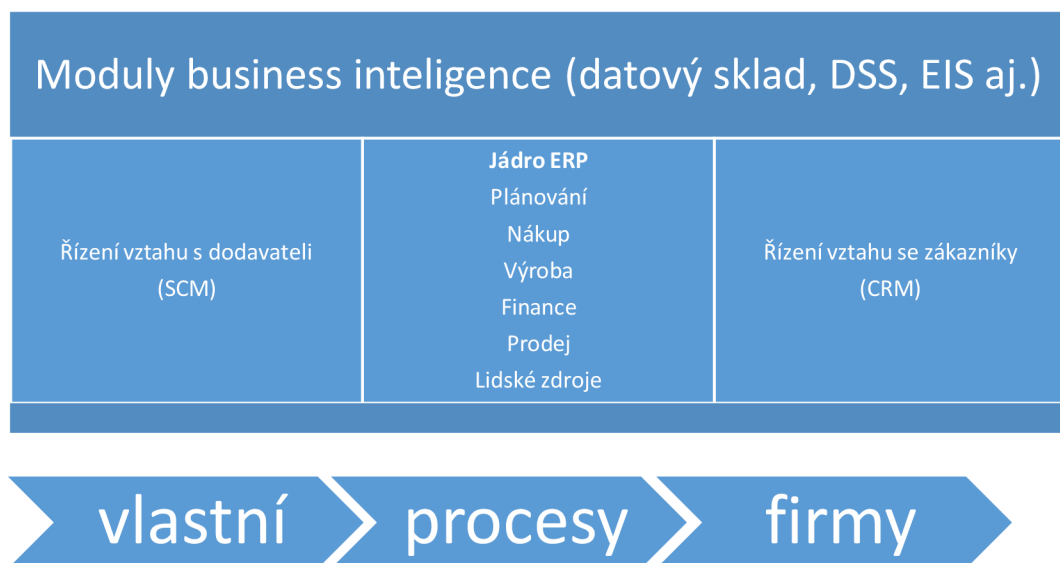 Moduly business inteligence (datový sklad, DSS, EIS aj.)
Řízení vztahu s dodavateli
(SCM)
Jádro ERP
Plánování
Nákup
Výroba
Finance
Prodej
Lidské zdroje
Řízení vztahu se zákazníky
(CRM)
vlastní procesy firmy